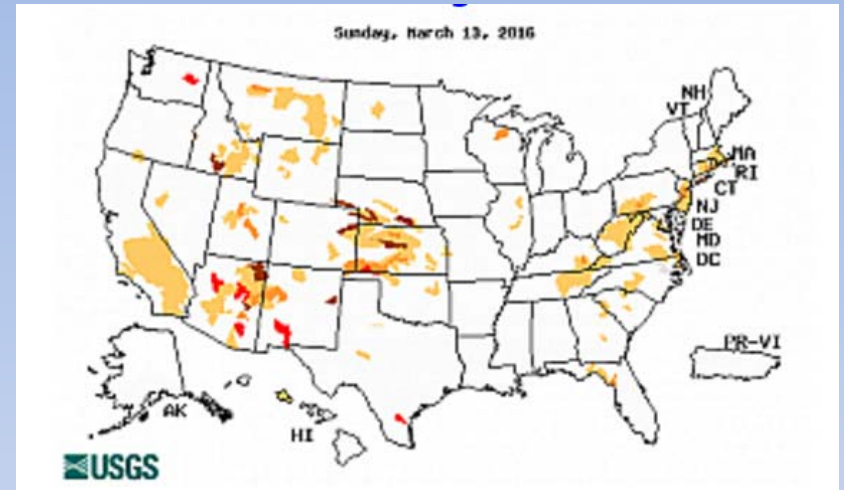 Sunday, March 13, 2016
NH
VT
MA
RI
CT
NJ
DE
MD
DC
PR-VI
AK
HI
USGS